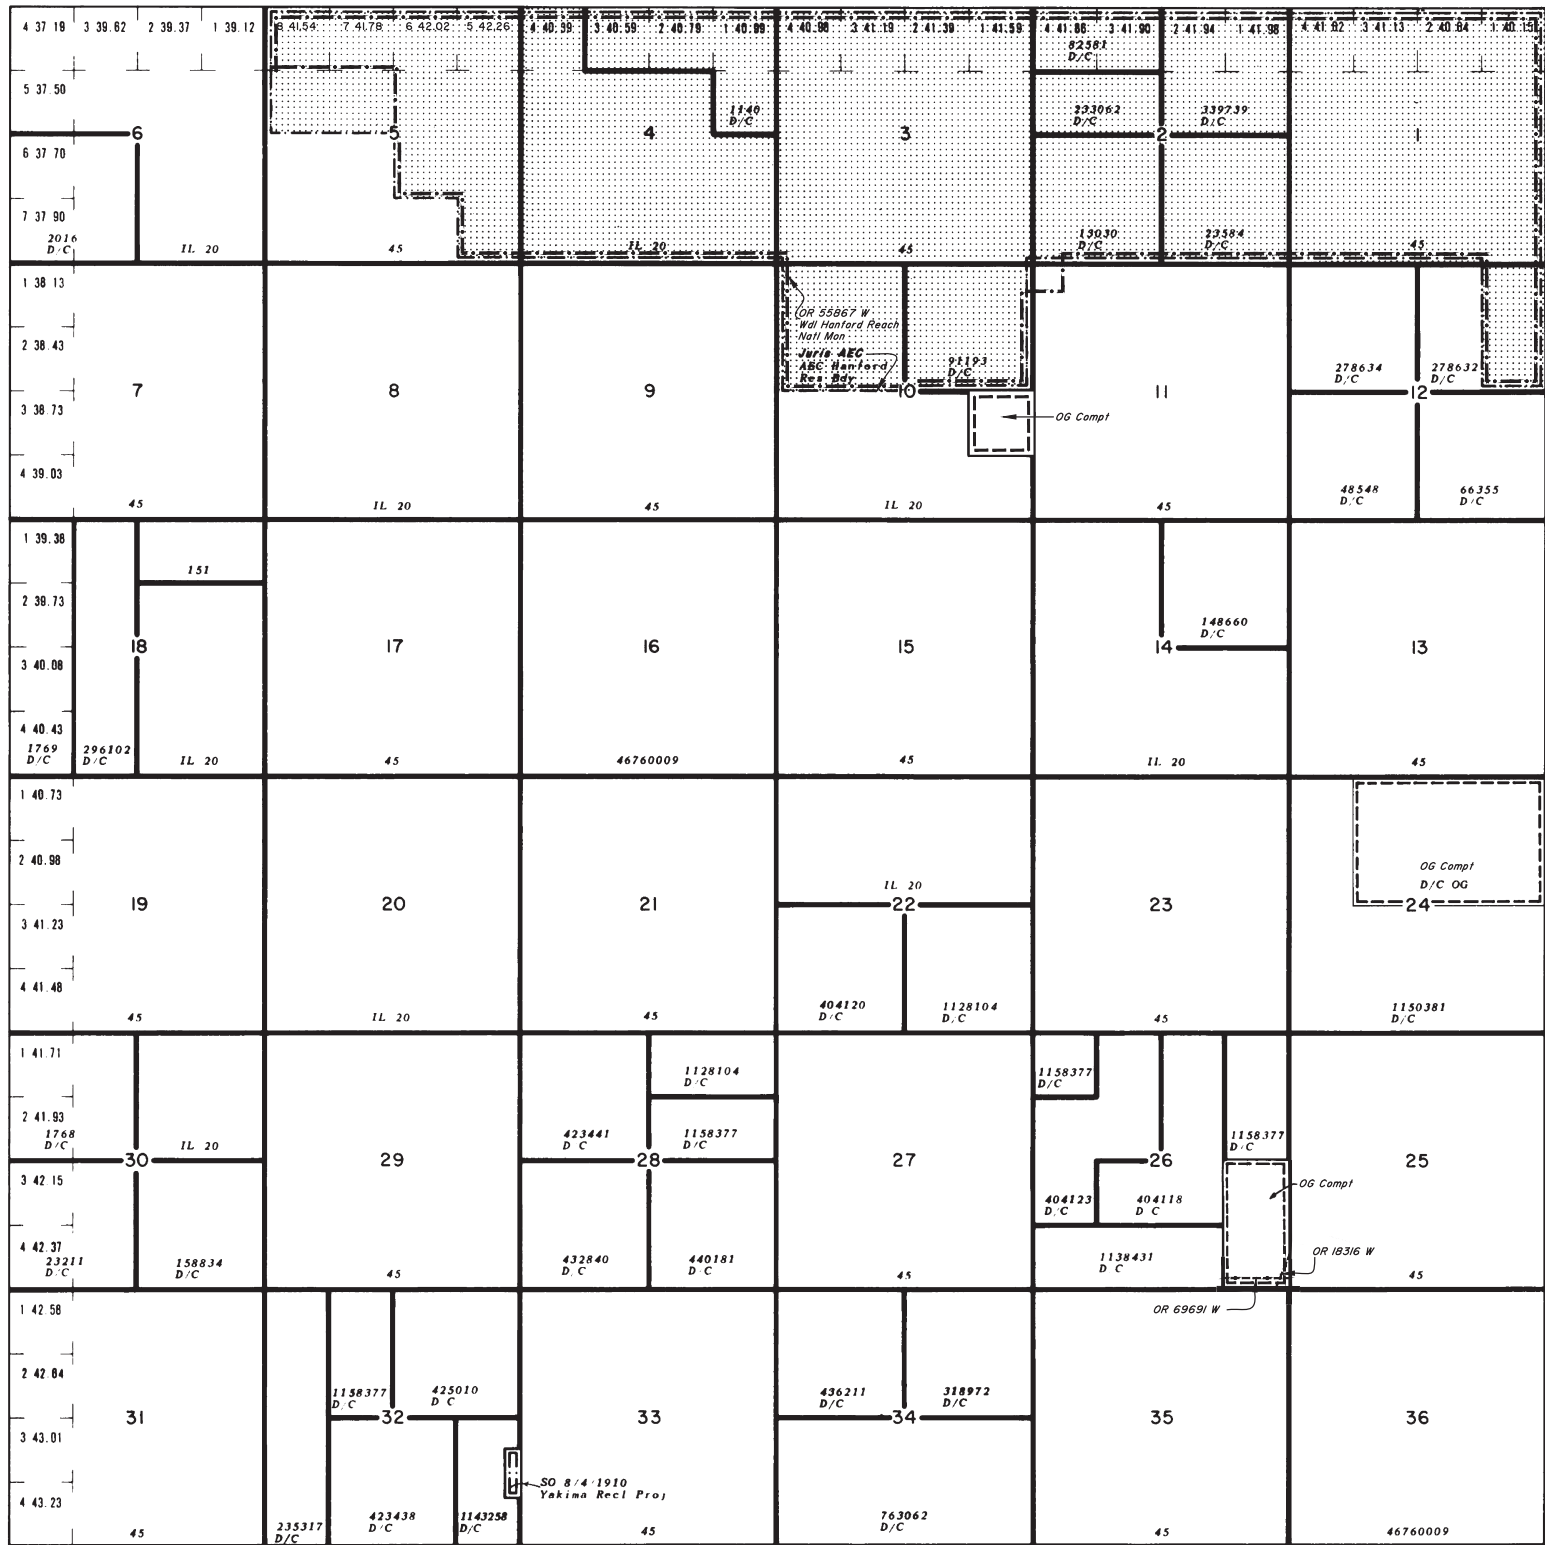 4 37 19 3 39.62 2 39.37 1 39.12 8 41.54 7 41.78 6 42.02 5 42.26 4 40.39 3 40.59 2 40.79 1 40.99 4 40.98 3 41.19 2 41.39 1 41.59 4 41.86 3 41.90 2 41.94 1 41.98 4 41.62 3 41.13 2 40.64 1 40.15
82581
D/C
5 37.50
1140
D/C
233062
D/C
339739
D/C
6 5 4 3 2 1
6 37 70
7 37 90
2016
D/C
IL 20
45
IL 20
45
13030
D/C
23584
D/C
45
1 38 13
2 38.43
OR 55867 W
Wdl Hanford Reach
Natl Mon
Juris AEC
AEC Hanford
Res Bdy
91193
D/C
278634
D/C
278632
D/C
7 8 9 10 11 12
3 38.73
OG Compt
4 39.03
48548
D/C
66355
D/C
45 IL 20 45 IL 20 45
1 39.38
151
2 39.73
148660
D/C
18 17 16 15 14 13
3 40.08
4 40.43
1769
D/C
296102
D/C
IL 20 45 46760009 45 IL 20 45
1 40.73
2 40.98
OG Compt
D/C OG
IL 20
19 20 21 22 23 24
3 41.23
4 41.48
404120
D/C
1128104
D/C
45 IL 20 45 45
1150381
D/C
1 41.71
1128104
D/C
1158377
D/C
2 41.93
1768
D/C
IL 20
423441
D C
1158377
D/C
1158377
D/C
30 29 28 27 26 25
3 42.15
OG Compt
404123
D/C
404118
D C
4 42.37
23211
D/C
158834
D/C
45
432840
D/C
440181
D/C
45
1138431
D C
OR 18316 W
45
OR 69691 W
1 42.58
2 42.84
1158377
D/C
425010
D C
436211
D/C
318972
D/C
31 32 33 34 35 36
3 43.01
SO 8/4/1910
Yakima Recl Proj
4 43.23
45
235317
D/C
423438
D/C
1143258
D/C
45
763062
D/C
45 46760009